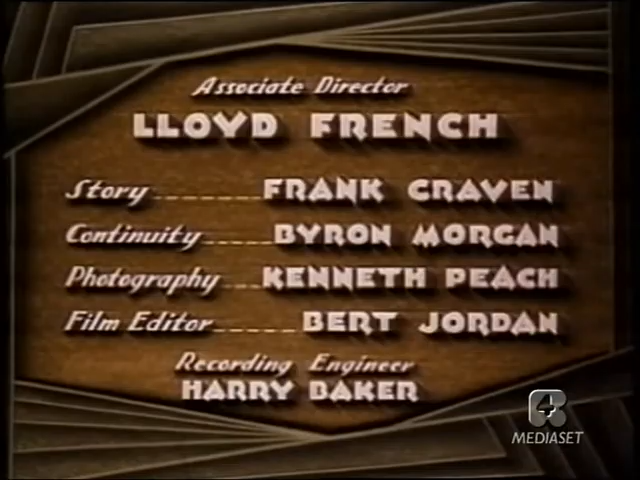 Associate Director
LLOYD FRENCH
Story FRANK CRAVEN
Continuity BYRON MORGAN
Photography KENNETH PEACH
Film Editor BERT JORDAN
Recording Engineer
HARRY BAKER
4
MEDIASET